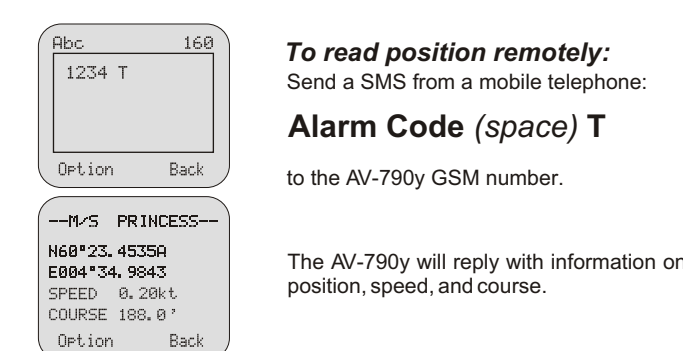 Abc 160
1234 T
Option Back
To read position remotely:
Send a SMS from a mobile telephone:
Alarm Code (space) T
to the AV-790y GSM number.
--M/S PRINCESS--
N60°23.4535A
E004°34.9843
SPEED 0.20kt
COURSE 188.0'
Option Back
The AV-790y will reply with information on
position, speed, and course.